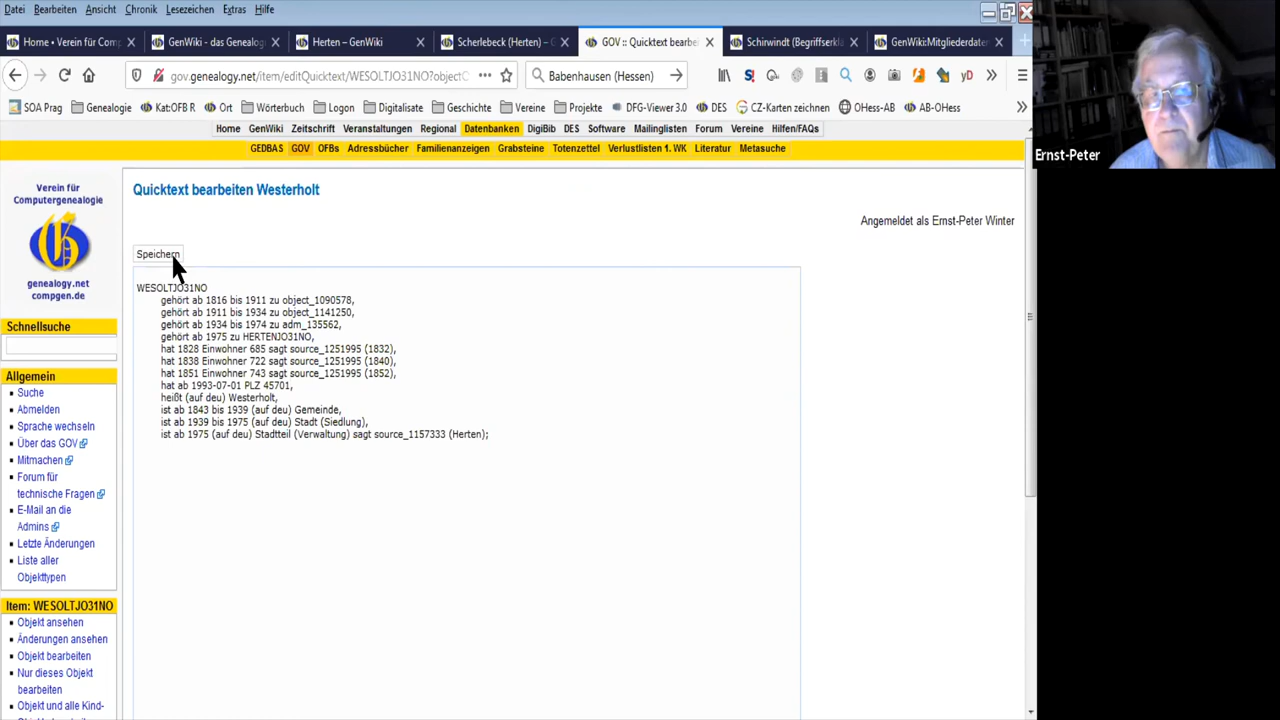 Datei Bearbeiten Ansicht Chronik Lesezeichen Extras Hilfe
Home • Verein für Comp
GenWiki - das Genealog
Herten – GenWiki
Scherlebeck (Herten) – G
GOV :: Quicktext bearbe
Schirwindt (Begriffserkl
GenWiki:Mitgliederdaten
gov.genealogy.net/item/editQuicktext/WESOLTJO31NO?objectC
Babenhausen (Hessen)
yD
SOA Prag Genealogie Kat:OFB R Ort Wörterbuch Logon Digitalisate Geschichte Vereine Projekte DFG-Viewer 3.0 DES CZ-Karten zeichnen OHess-AB AB-OHess
Home GenWiki Zeitschrift Veranstaltungen Regional Datenbanken DigiBib DES Software Mailinglisten Forum Vereine Hilfen/FAQs
GEDBAS GOV OFBs Adressbücher Familienanzeigen Grabsteine Totenzettel Verlustlisten 1. WK Literatur Metasuche
Ernst-Peter
Verein für
Computergenealogie
genealogy.net
compgen.de
Schnellsuche
Allgemein
Suche
Abmelden
Sprache wechseln
Über das GOV
Mitmachen
Forum für
technische Fragen
E-Mail an die
Admins
Letzte Änderungen
Liste aller
Objekttypen
Item: WESOLTJO31NO
Objekt ansehen
Änderungen ansehen
Objekt bearbeiten
Nur dieses Objekt
bearbeiten
Objekt und alle Kind-
Quicktext bearbeiten Westerholt
Angemeldet als Ernst-Peter Winter
Speichern
WESOLTJO31NO
gehört ab 1816 bis 1911 zu object_1090578,
gehört ab 1911 bis 1934 zu object_1141250,
gehört ab 1934 bis 1974 zu adm_135562,
gehört ab 1975 zu HERTENJO31NO,
hat 1828 Einwohner 685 sagt source_1251995 (1832),
hat 1838 Einwohner 722 sagt source_1251995 (1840),
hat 1851 Einwohner 743 sagt source_1251995 (1852),
hat ab 1993-07-01 PLZ 45701,
heißt (auf deu) Westerholt,
ist ab 1843 bis 1939 (auf deu) Gemeinde,
ist ab 1939 bis 1975 (auf deu) Stadt (Siedlung),
ist ab 1975 (auf deu) Stadtteil (Verwaltung) sagt source_1157333 (Herten);